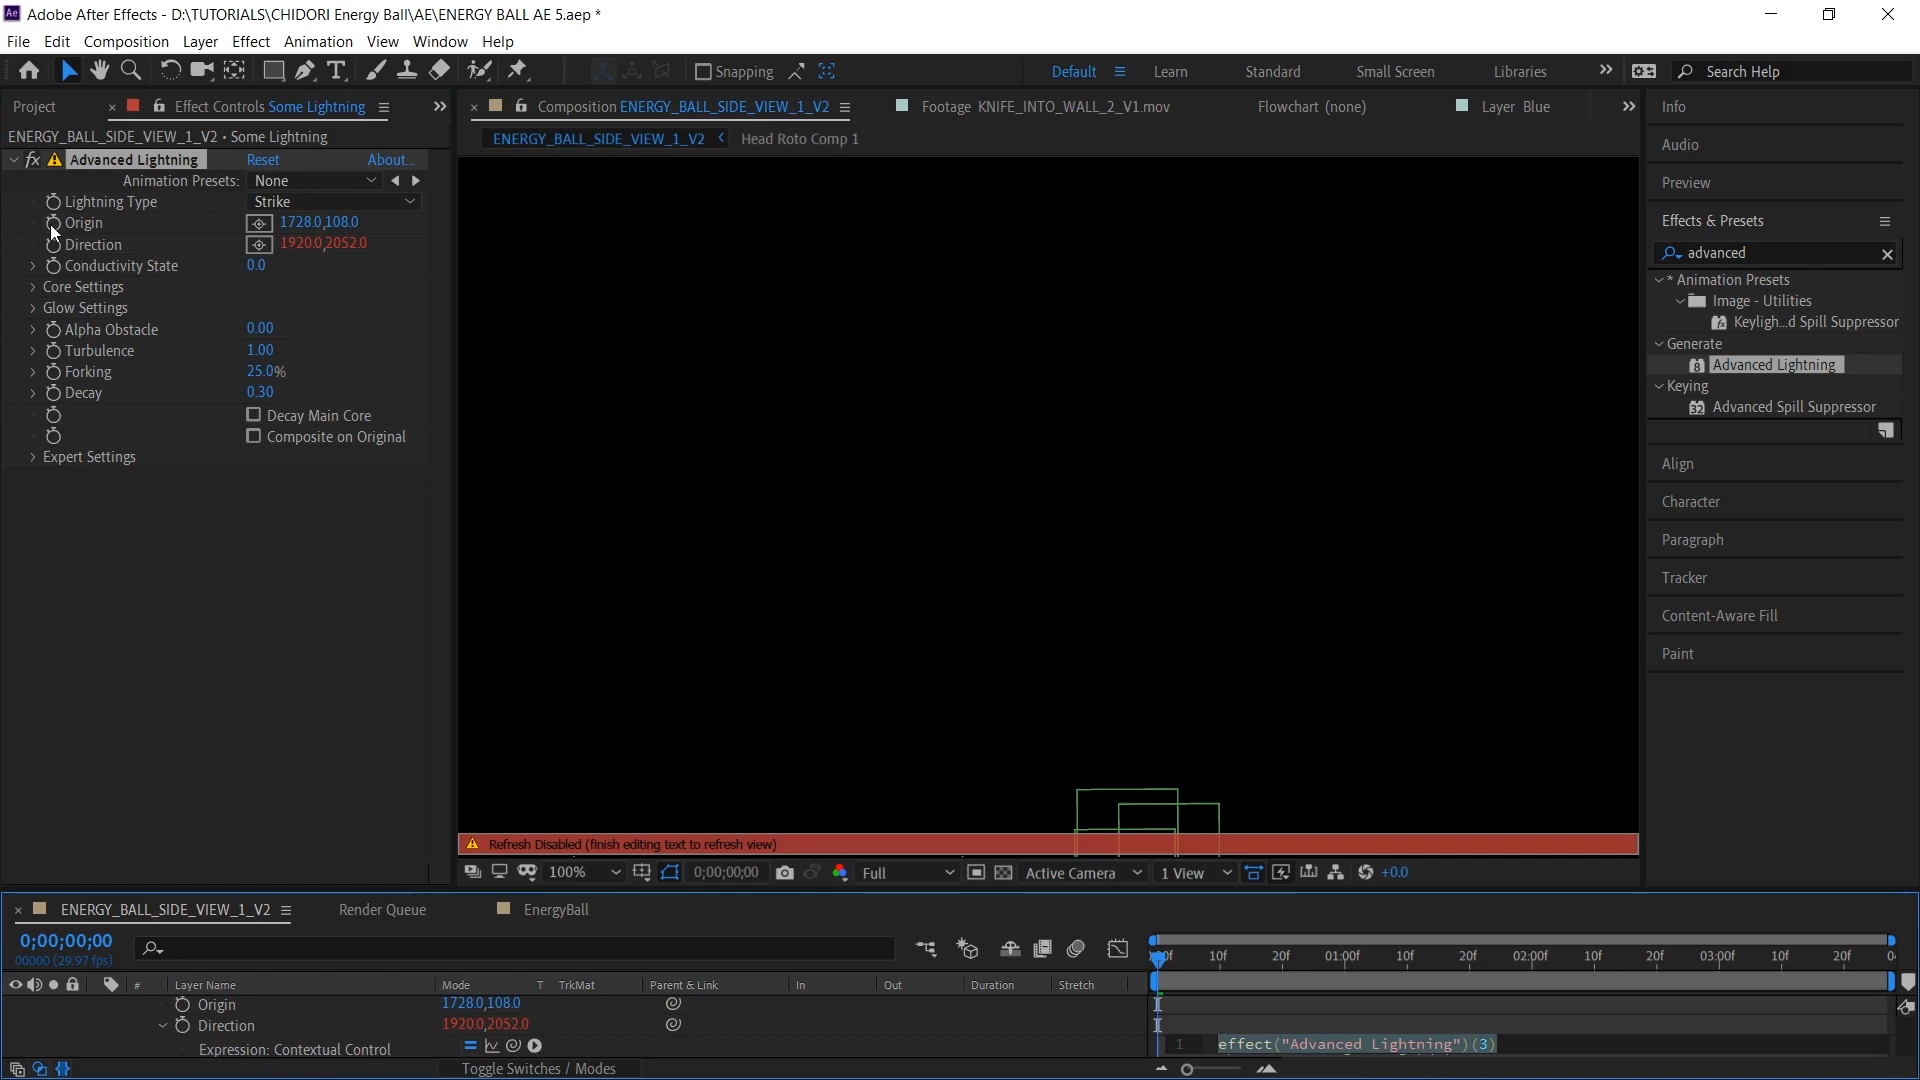 Adobe After Effects - D:\TUTORIALS\CHIDORI Energy Ball\AE\ENERGY BALL AE 5.aep *
File Edit Composition Layer Effect Animation View Window Help
Snapping Default Learn Standard Small Screen Libraries Search Help
Project Effect Controls Some Lightning
Composition ENERGY_BALL_SIDE_VIEW_1_V2 Footage KNIFE_INTO_WALL_2_V1.mov Flowchart (none) Layer Blue
ENERGY_BALL_SIDE_VIEW_1_V2 • Some Lightning
ENERGY_BALL_SIDE_VIEW_1_V2 Head Roto Comp 1
fx Advanced Lightning Reset About...
Animation Presets: None
Lightning Type Strike
Origin 1728.0,108.0
Direction 1920.0,2052.0
Conductivity State 0.0
Core Settings
Glow Settings
Alpha Obstacle 0.00
Turbulence 1.00
Forking 25.0%
Decay 0.30
Decay Main Core
Composite on Original
Expert Settings
Info
Audio
Preview
Effects & Presets
advanced
* Animation Presets
Image - Utilities
Keyligh...d Spill Suppressor
Generate
8 Advanced Lightning
Keying
32 Advanced Spill Suppressor
Align
Character
Paragraph
Tracker
Content-Aware Fill
Paint
Refresh Disabled (finish editing text to refresh view)
100% 0;00;00;00 Full Active Camera 1 View +0.0
ENERGY_BALL_SIDE_VIEW_1_V2 Render Queue EnergyBall
0;00;00;00
00000 (29.97 fps)
10f 20f 01:00f 10f 20f 02:00f 10f 20f 03:00f 10f 20f
# Layer Name Mode T TrkMat Parent & Link In Out Duration Stretch
Origin 1728.0,108.0
Direction 1920.0,2052.0
Expression: Contextual Control
1 effect("Advanced Lightning")(3)
Toggle Switches / Modes